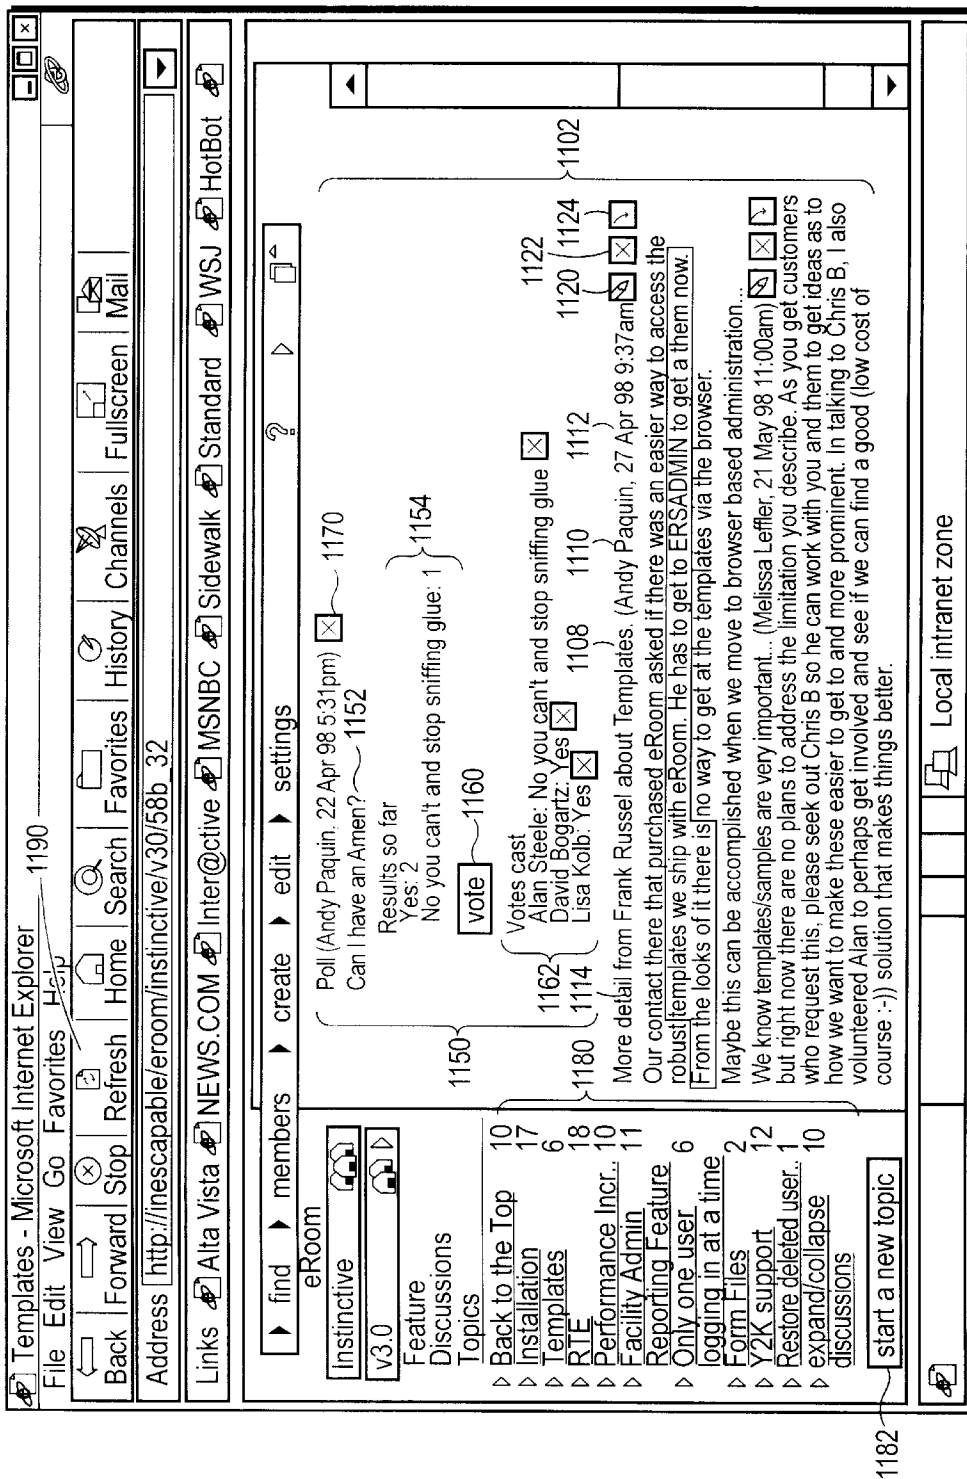 Templates - Microsoft Internet Explorer
File Edit View Go Favorites Help
1190
Back Forward Stop Refresh Home Search Favorites History Channels Fullscreen Mail
Address http://inescapable/eroom/instinctive/v30/58b_32
Links Alta Vista NEWS.COM Inter@ctive MSNBC Sidewalk Standard WSJ HotBot
find members create edit settings ?
eRoom
Instinctive
v3.0
Feature
Discussions
Topics
Back to the Top 10
Installation 17
Templates 6
RTE 18
Performance Incr.. 10
Facility Admin 11
Reporting Feature
Only one user 6
logging in at a time
Form Files 2
Y2K support 12
Restore deleted user.. 1
expand/collapse 10
discussions
start a new topic
1182
1180
1150
Poll (Andy Paquin, 22 Apr 98 5:31pm) 1170
Can I have an Amen? 1152
Results so far
Yes: 2
No you can't and stop sniffing glue: 1 1154
vote 1160
Votes cast
Alan Steele: No you can't and stop sniffing glue
David Bogartz: Yes
Lisa Kolb: Yes
1162
1114 1108 1110 1112 1120 1122 1124
1102
More detail from Frank Russel about Templates. (Andy Paquin, 27 Apr 98 9:37am
Our contact there that purchased eRoom asked if there was an easier way to access the
robust templates we ship with eRoom. He has to get to ERSADMIN to get a them now.
From the looks of it there is no way to get at the templates via the browser.
Maybe this can be accomplished when we move to browser based administration...
We know templates/samples are very important... (Melissa Leffler, 21 May 98 11:00am)
but right now there are no plans to address the limitation you describe. As you get customers
who request this, please seek out Chris B so he can work with you and them to get ideas as to
how we want to make these easier to get to and more prominent. In talking to Chris B, I also
volunteered Alan to perhaps get involved and see if we can find a good (low cost of
course :-)) solution that makes things better.
Local intranet zone